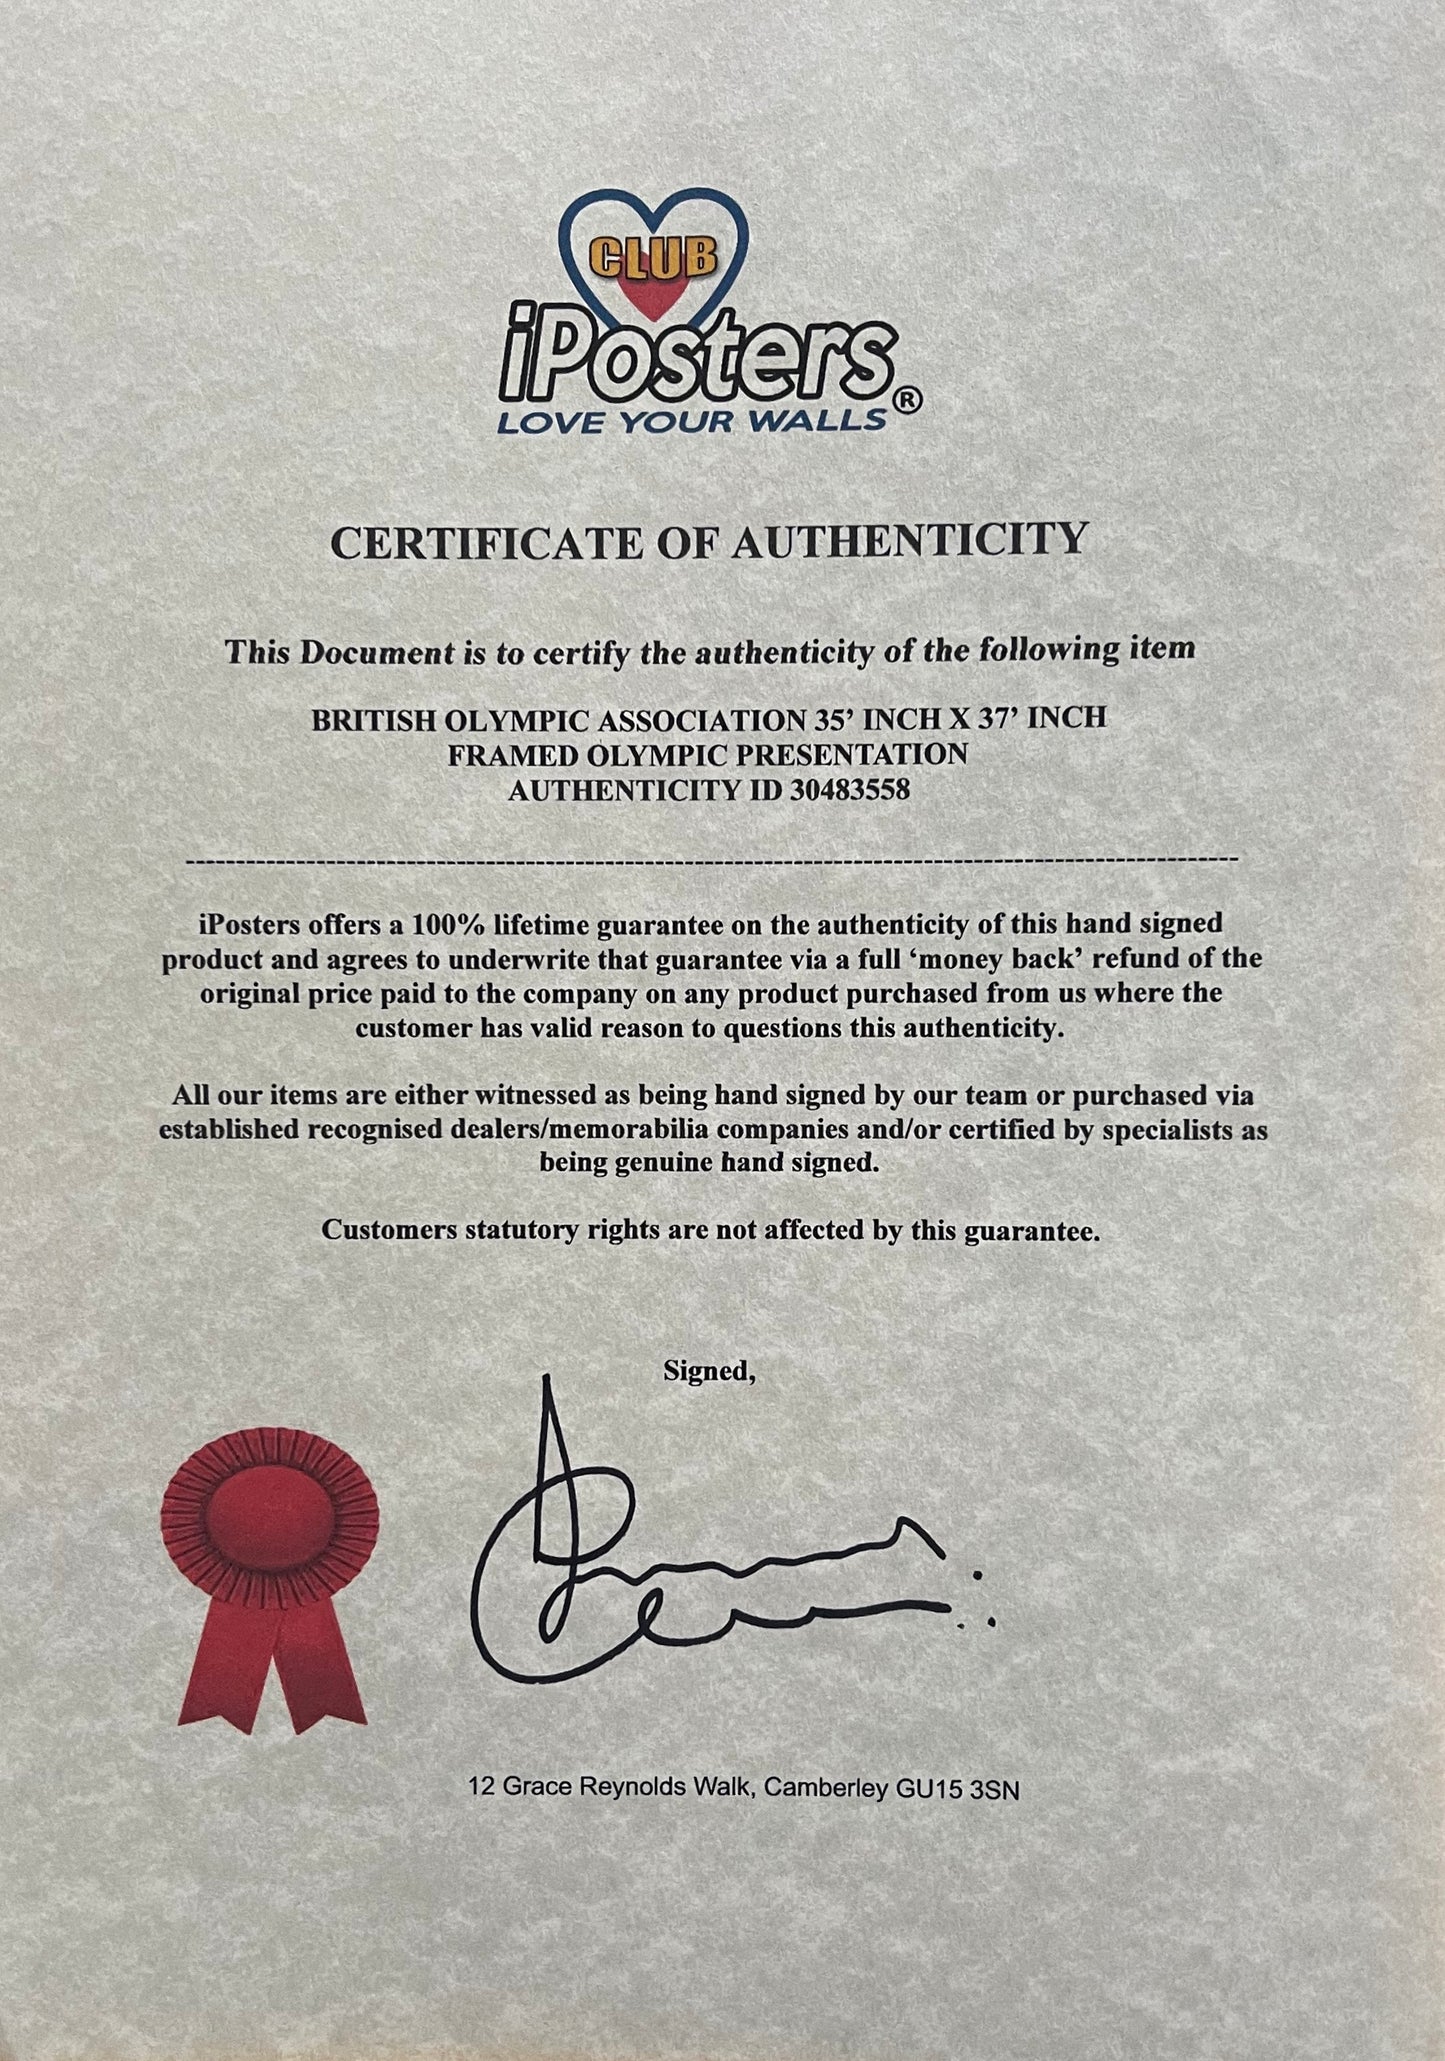 CLUB
iPosters®
LOVE YOUR WALLS
CERTIFICATE OF AUTHENTICITY
This Document is to certify the authenticity of the following item
BRITISH OLYMPIC ASSOCIATION 35’ INCH X 37’ INCH
FRAMED OLYMPIC PRESENTATION
AUTHENTICITY ID 30483558
iPosters offers a 100% lifetime guarantee on the authenticity of this hand signed
product and agrees to underwrite that guarantee via a full ‘money back’ refund of the
original price paid to the company on any product purchased from us where the
customer has valid reason to questions this authenticity.
All our items are either witnessed as being hand signed by our team or purchased via
established recognised dealers/memorabilia companies and/or certified by specialists as
being genuine hand signed.
Customers statutory rights are not affected by this guarantee.
Signed,
12 Grace Reynolds Walk, Camberley GU15 3SN